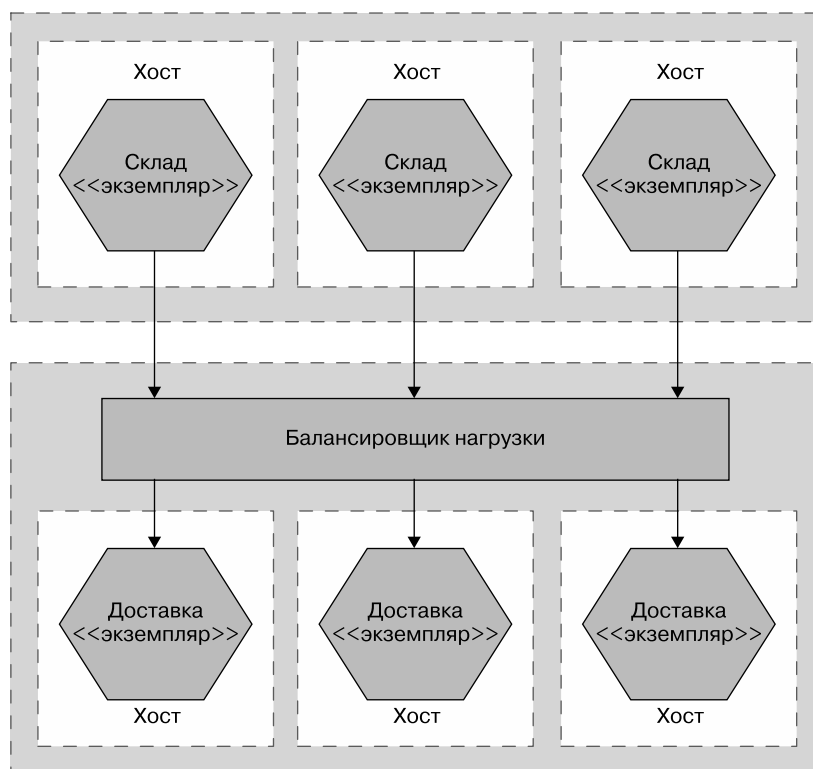 Хост
Хост
Хост
Склад
<<экземпляр>>
Склад
<<экземпляр>>
Склад
<<экземпляр>>
Балансировщик нагрузки
Доставка
<<экземпляр>>
Доставка
<<экземпляр>>
Доставка
<<экземпляр>>
Хост
Хост
Хост